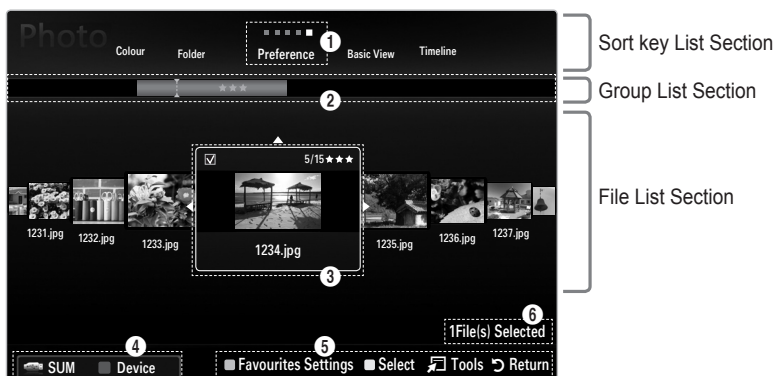 Photo
Colour Folder Preference Basic View Timeline
①
Sort key List Section
★★★
②
Group List Section
5/15★★★
1231.jpg 1232.jpg 1233.jpg 1234.jpg 1235.jpg 1236.jpg 1237.jpg
③
File List Section
⑥
1File(s) Selected
④ ⑤
SUM Device Favourites Settings Select Tools Return